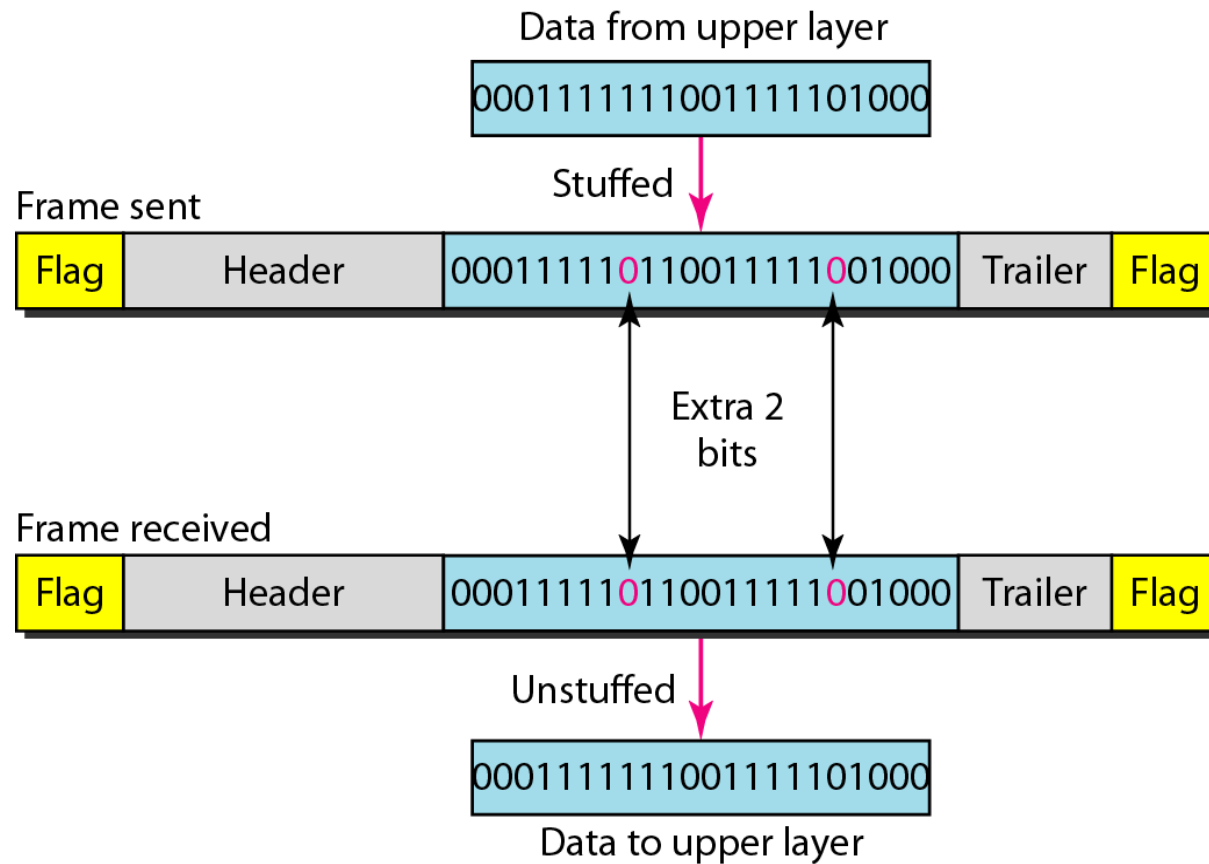 Data from upper layer
0001111111001111101000
Stuffed
Frame sent
Flag Header 000111110110011111001000 Trailer Flag
Extra 2
bits
Frame received
Flag Header 000111110110011111001000 Trailer Flag
Unstuffed
0001111111001111101000
Data to upper layer